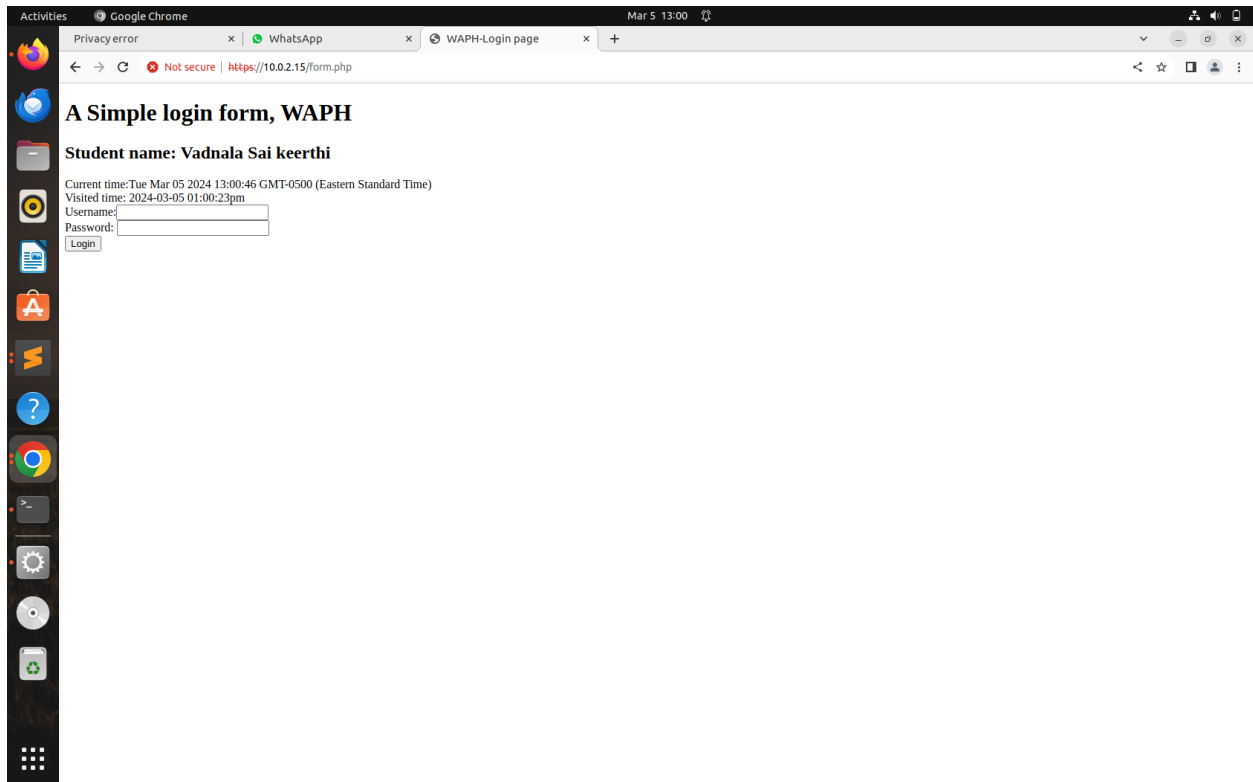 Activities Google Chrome Mar 5 13:00
Privacy error WhatsApp WAPH-Login page
Not secure https://10.0.2.15/form.php
A Simple login form, WAPH
Student name: Vadnala Sai keerthi
Current time:Tue Mar 05 2024 13:00:46 GMT-0500 (Eastern Standard Time)
Visited time: 2024-03-05 01:00:23pm
Username:
Password:
Login